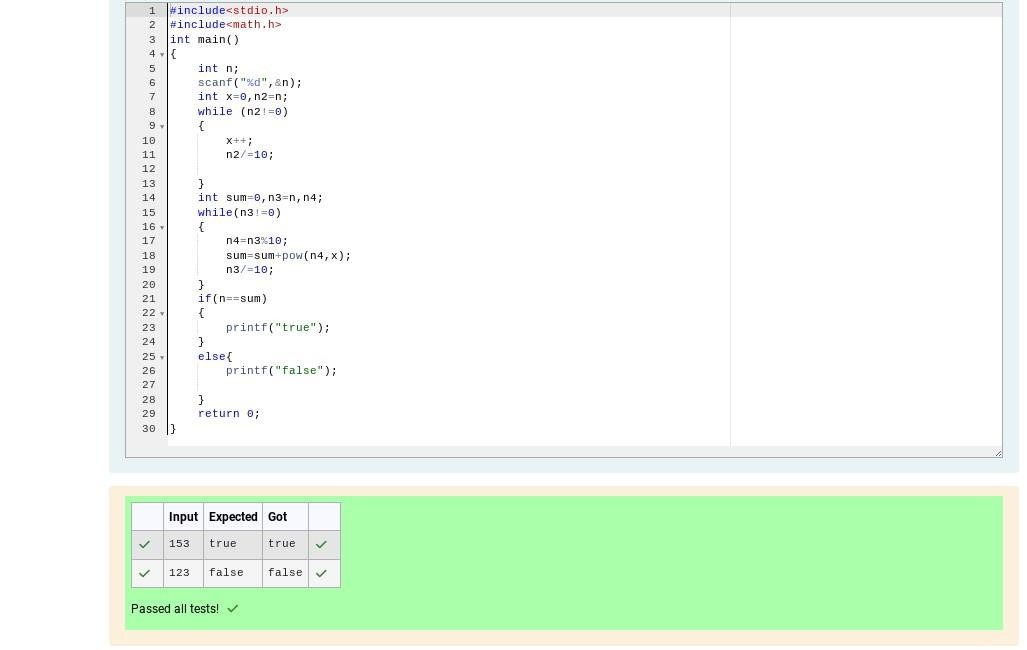 1 #include<stdio.h>
2 #include<math.h>
3 int main()
4 {
5     int n;
6     scanf("%d",&n);
7     int x=0,n2=n;
8     while (n2!=0)
9     {
10         x++;
11         n2/=10;
12
13     }
14     int sum=0,n3=n,n4;
15     while(n3!=0)
16     {
17         n4=n3%10;
18         sum=sum+pow(n4,x);
19         n3/=10;
20     }
21     if(n==sum)
22     {
23         printf("true");
24     }
25     else{
26         printf("false");
27
28     }
29     return 0;
30 }
Input Expected Got
153 true true
123 false false
Passed all tests!